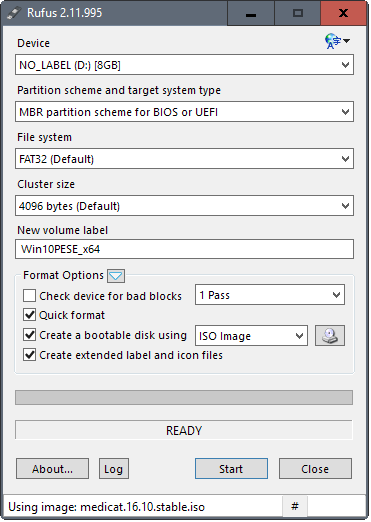 Rufus 2.11.995
Device
NO_LABEL (D:) [8GB]
Partition scheme and target system type
MBR partition scheme for BIOS or UEFI
File system
FAT32 (Default)
Cluster size
4096 bytes (Default)
New volume label
Win10PESE_x64
Format Options
Check device for bad blocks 1 Pass
Quick format
Create a bootable disk using ISO Image
Create extended label and icon files
READY
About... Log Start Close
Using image: medicat.16.10.stable.iso #